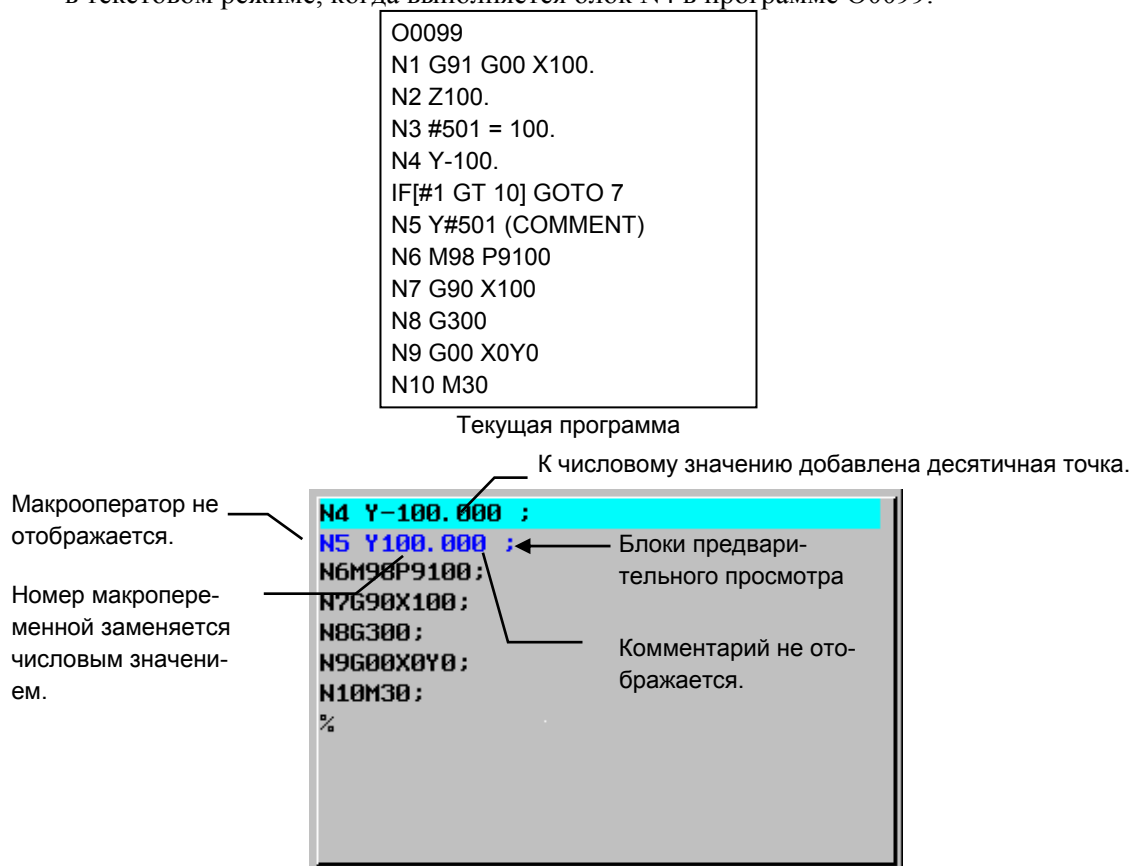 в текстовом режиме, когда выполняется блок N4 в программе O0099.
O0099
N1 G91 G00 X100.
N2 Z100.
N3 #501 = 100.
N4 Y-100.
IF[#1 GT 10] GOTO 7
N5 Y#501 (COMMENT)
N6 M98 P9100
N7 G90 X100
N8 G300
N9 G00 X0Y0
N10 M30
Текущая программа
К числовому значению добавлена десятичная точка.
Макрооператор не
отображается.
Номер макропере-
менной заменяется
числовым значени-
ем.
N4 Y-100.000 ;
N5 Y100.000 ;
N6M98P9100;
N7G90X100;
N8G300;
N9G00X0Y0;
N10M30;
%
Блоки предвари-
тельного просмотра
Комментарий не ото-
бражается.